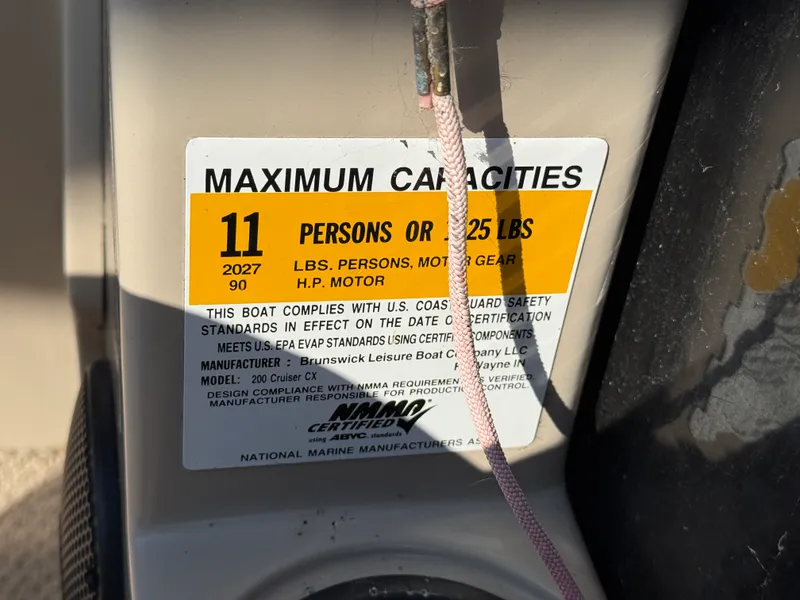 MAXIMUM CAPACITIES
11 PERSONS OR 25 LBS
2027 LBS. PERSONS, MOTOR GEAR
90 H.P. MOTOR
THIS BOAT COMPLIES WITH U.S. COAST GUARD SAFETY
STANDARDS IN EFFECT ON THE DATE OF CERTIFICATION
MEETS U.S. EPA EVAP STANDARDS USING CERTIFIED COMPONENTS
MANUFACTURER : Brunswick Leisure Boat Company LLC
Wayne IN
MODEL: 200 Cruiser CX
DESIGN COMPLIANCE WITH NMMA REQUIREMENTS VERIFIED.
MANUFACTURER RESPONSIBLE FOR PRODUCTION CONTROL.
NMMA
CERTIFIED
using ABYC. standards
NATIONAL MARINE MANUFACTURERS